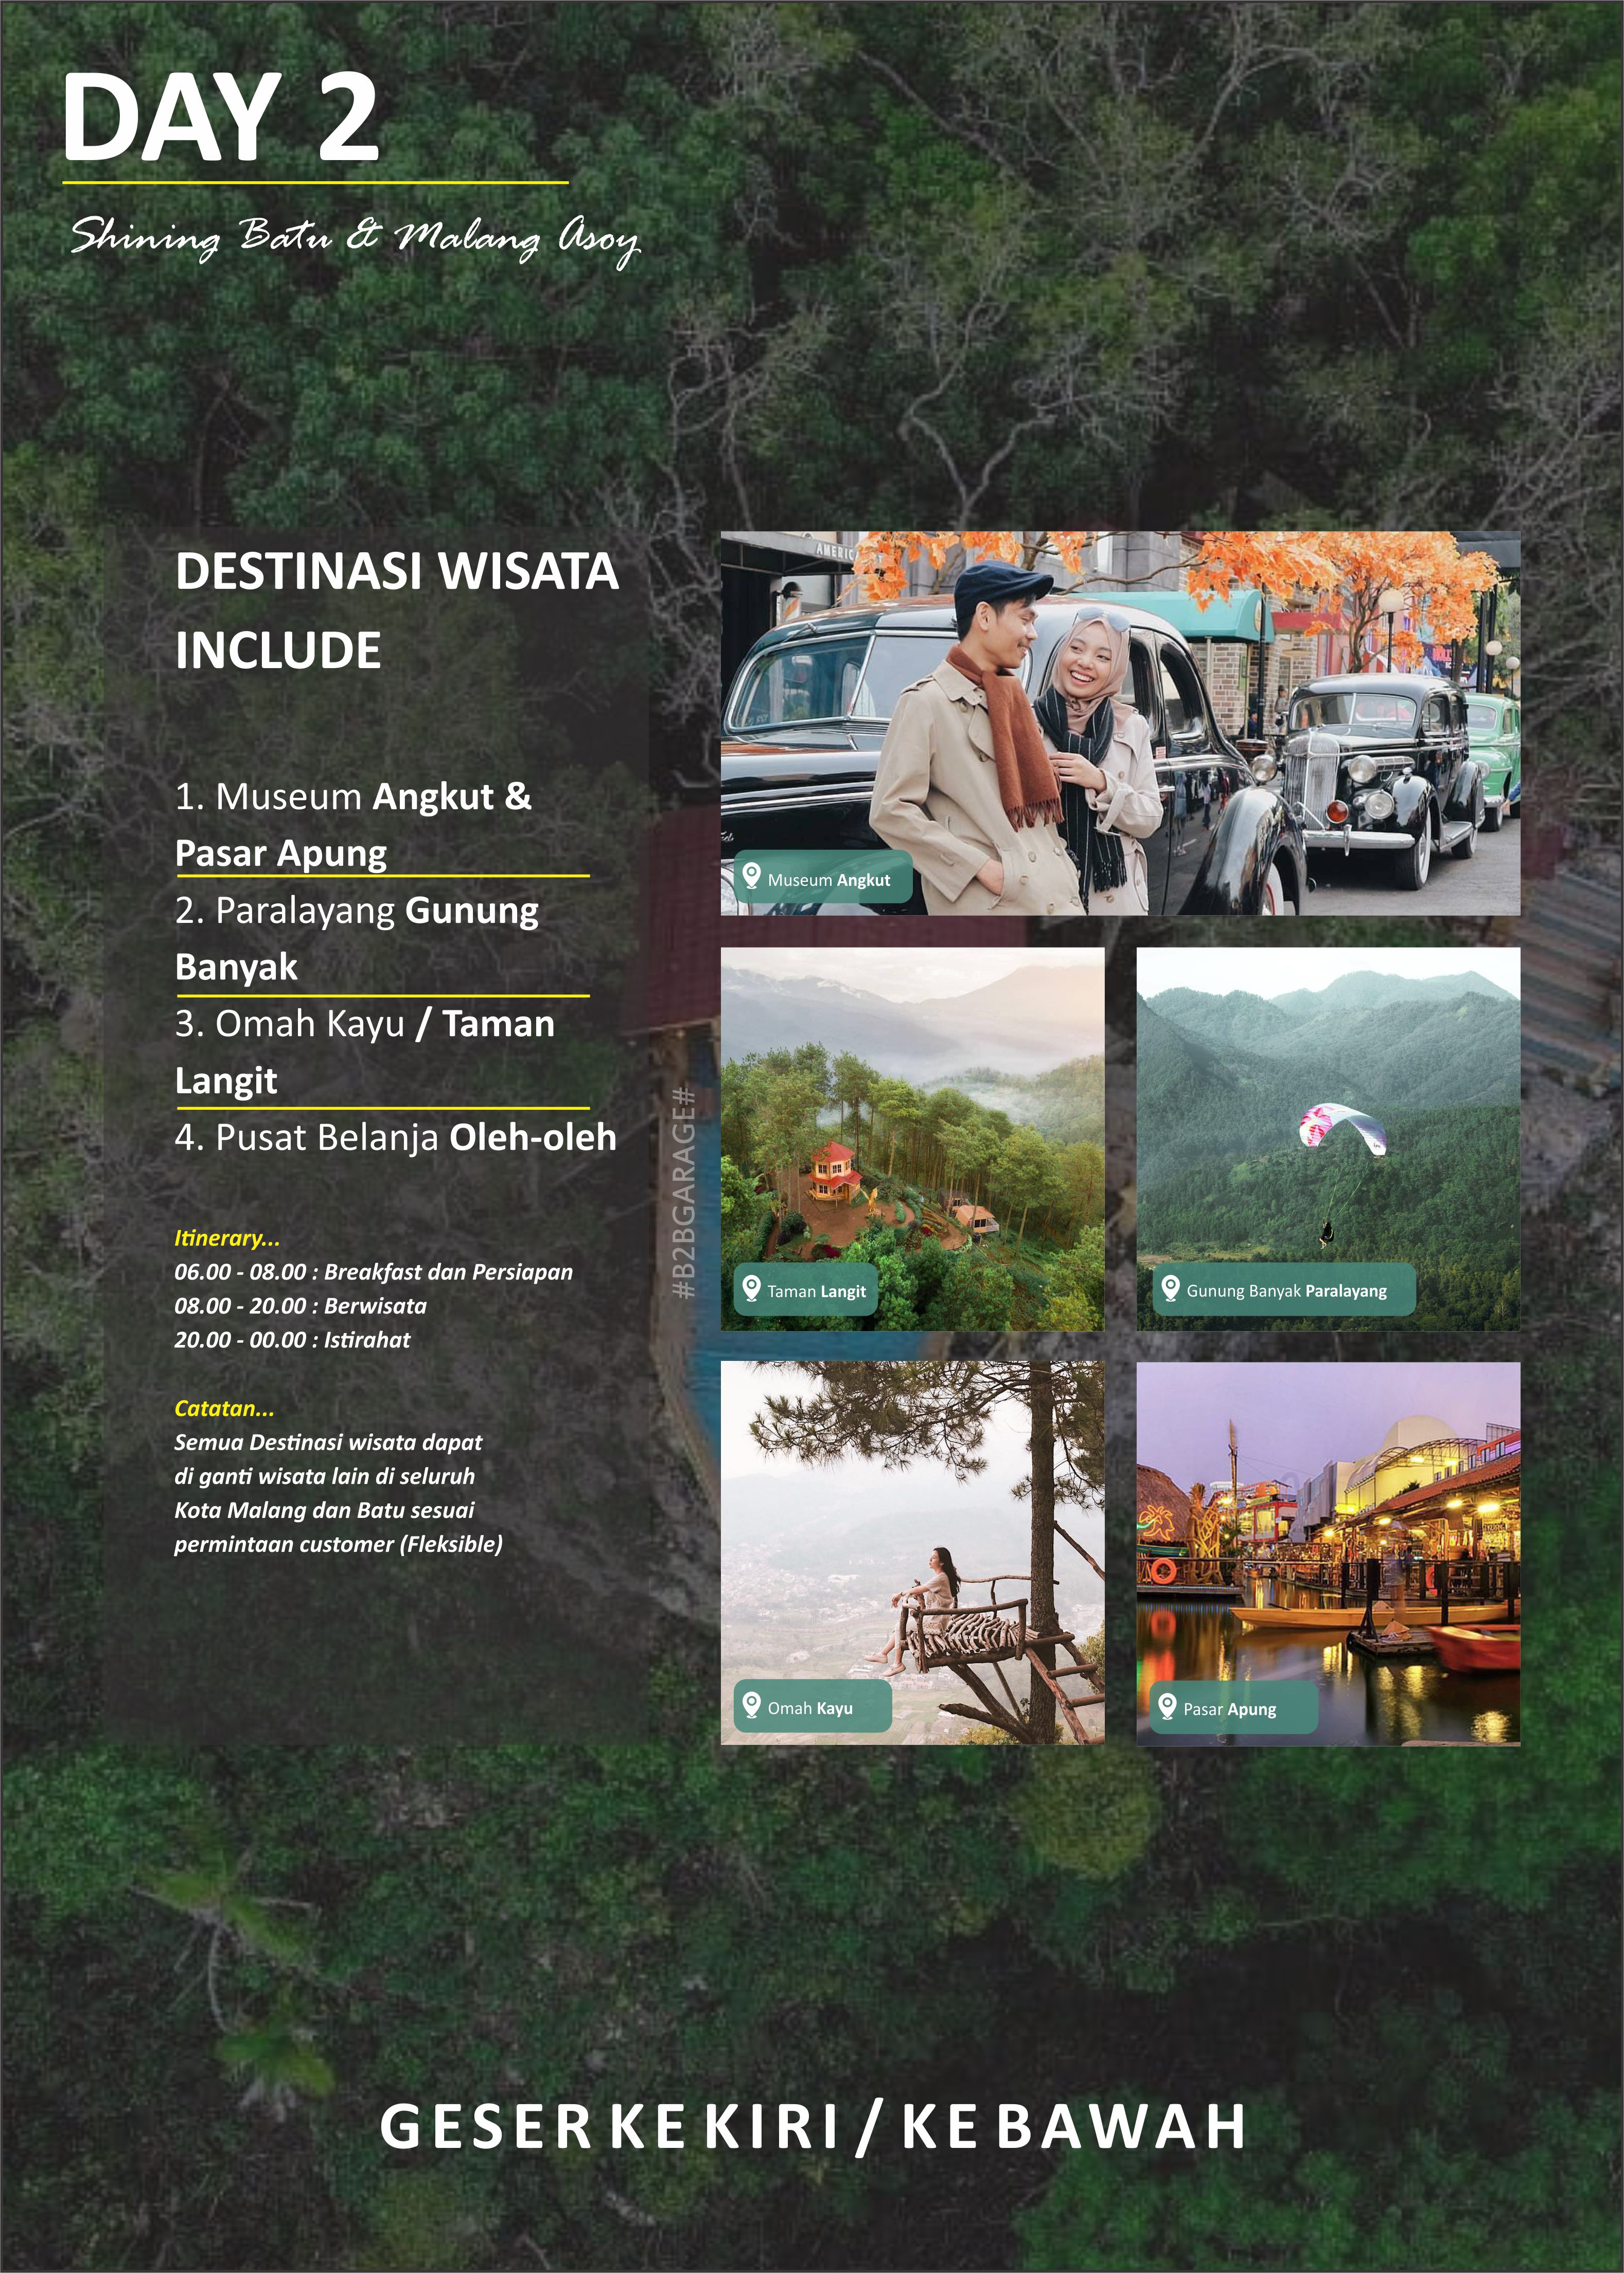 DAY 2
Shining Batu & Malang Asoy
DESTINASI WISATA
INCLUDE
1. Museum Angkut &
Pasar Apung
2. Paralayang Gunung
Banyak
3. Omah Kayu / Taman
Langit
4. Pusat Belanja Oleh-oleh
Itinerary...
06.00 - 08.00 : Breakfast dan Persiapan
08.00 - 20.00 : Berwisata
20.00 - 00.00 : Istirahat
Catatan...
Semua Destinasi wisata dapat
di ganti wisata lain di seluruh
Kota Malang dan Batu sesuai
permintaan customer (Fleksible)
#B2BGARAGE#
AMERICA
Museum Angkut
Taman Langit
Gunung Banyak Paralayang
Omah Kayu
Pasar Apung
GESER KE KIRI / KE BAWAH